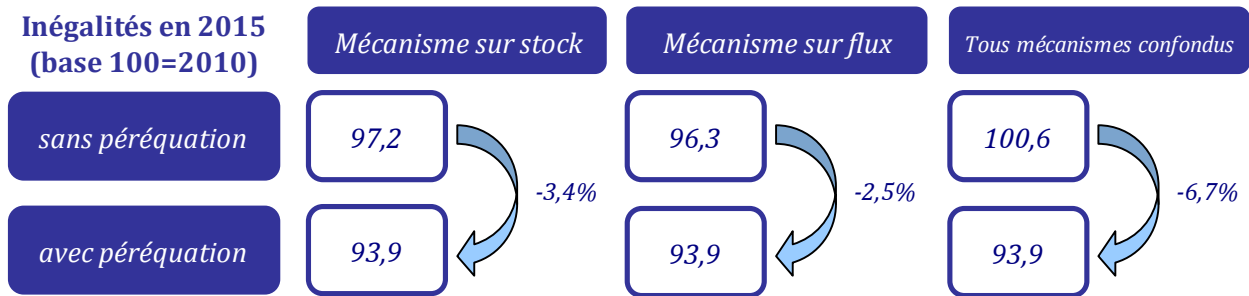 Inégalités en 2015
(base 100=2010)
Mécanisme sur stock
Mécanisme sur flux
Tous mécanismes confondus
sans péréquation
97,2
96,3
100,6
-3,4%
-2,5%
-6,7%
avec péréquation
93,9
93,9
93,9